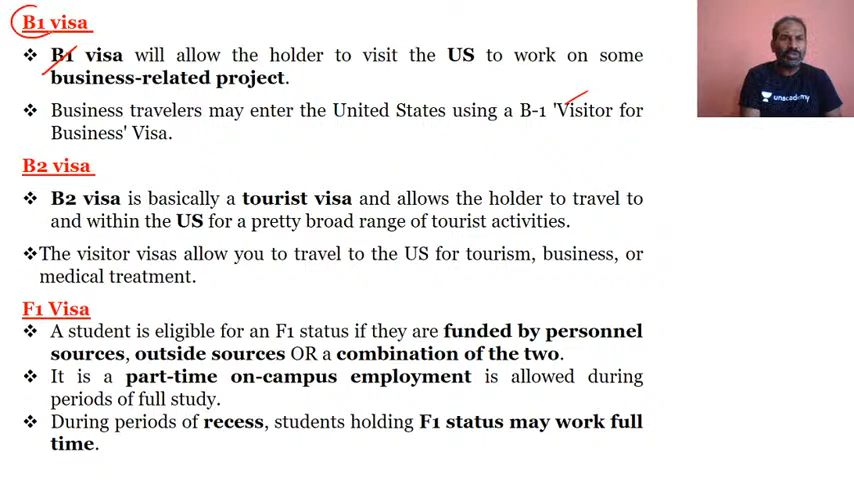 B1 visa
❖ B1 visa will allow the holder to visit the US to work on some
business-related project.
❖ Business travelers may enter the United States using a B-1 'Visitor for
Business' Visa.
B2 visa
❖ B2 visa is basically a tourist visa and allows the holder to travel to
and within the US for a pretty broad range of tourist activities.
❖The visitor visas allow you to travel to the US for tourism, business, or
medical treatment.
F1 Visa
❖ A student is eligible for an F1 status if they are funded by personnel
sources, outside sources OR a combination of the two.
❖ It is a part-time on-campus employment is allowed during
periods of full study.
❖ During periods of recess, students holding F1 status may work full
time.
unacademy